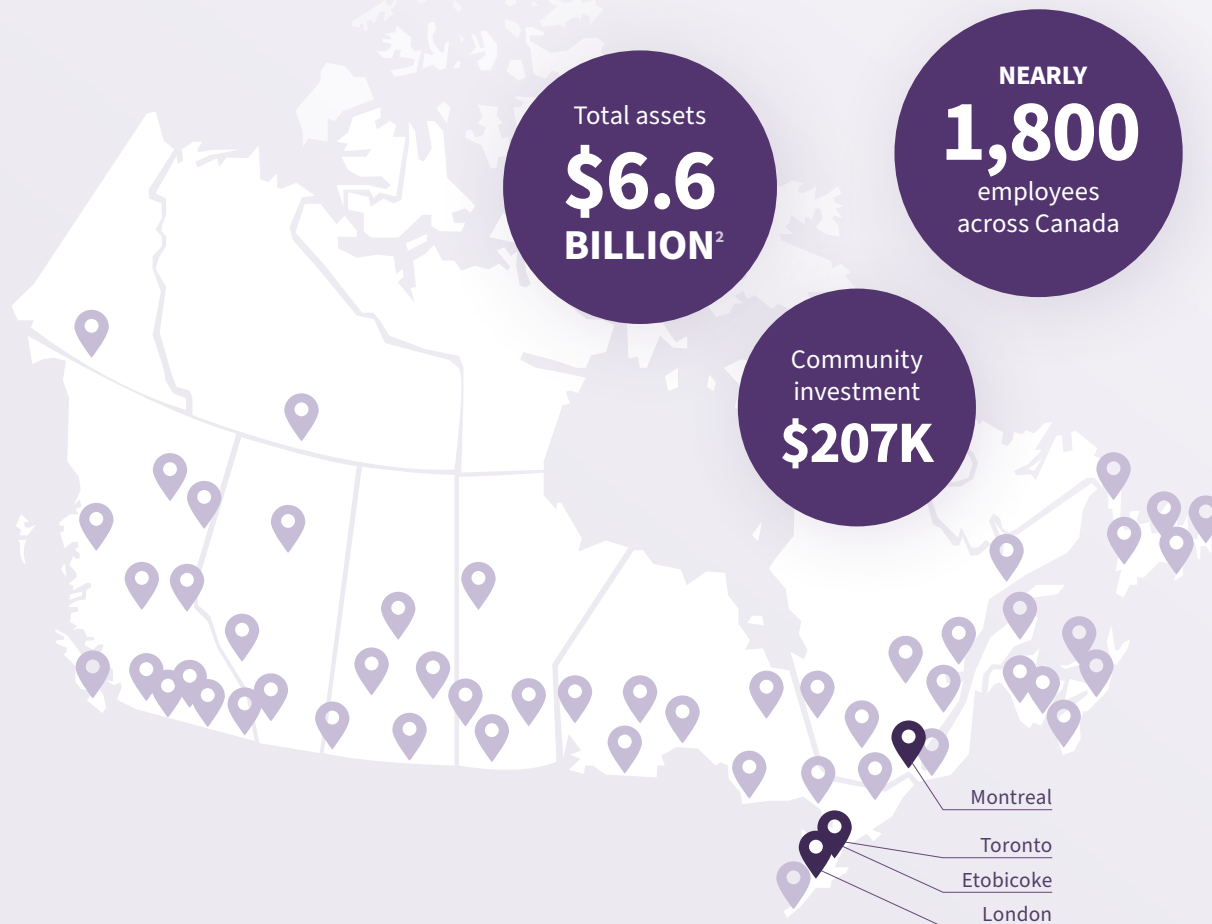 Total assets
$6.6
BILLION²
NEARLY
1,800
employees
across Canada
Community
investment
$207K
Montreal
Toronto
Etobicoke
London